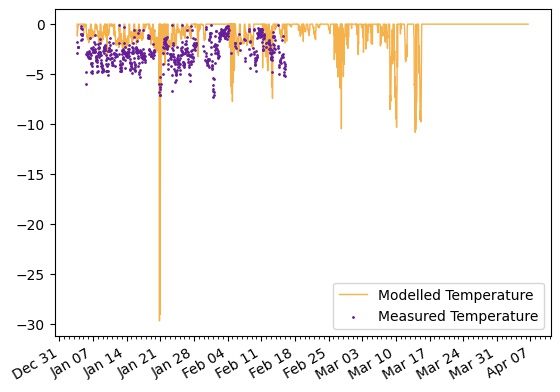 0
−5
−10
−15
−20
−25
−30
Modelled Temperature
Measured Temperature
Dec 31
Jan 07
Jan 14
Jan 21
Jan 28
Feb 04
Feb 11
Feb 18
Feb 25
Mar 03
Mar 10
Mar 17
Mar 24
Mar 31
Apr 07